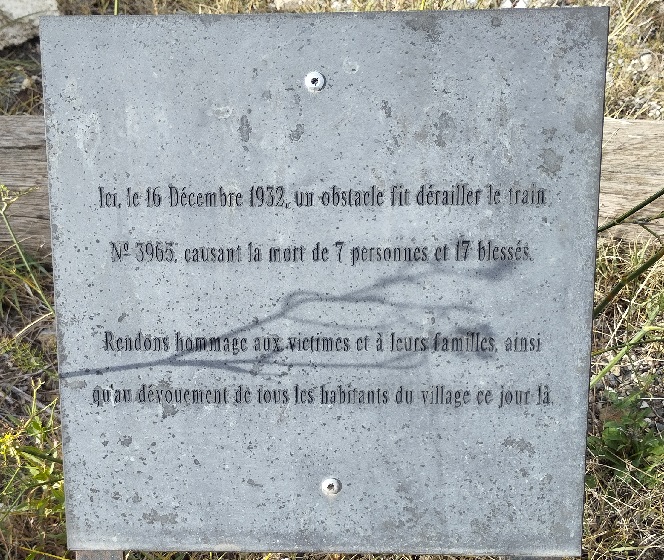 Ici, le 16 Décembre 1932, un obstacle fit dérailler le train
Nº 3963, causant la mort de 7 personnes et 17 blessés.
Rendons hommage aux victimes et à leurs familles, ainsi
qu'au dévouement de tous les habitants du village ce jour là.